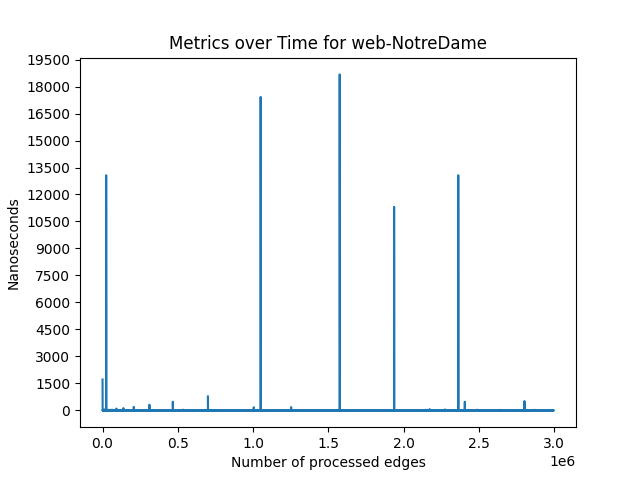 Metrics over Time for web-NotreDame
19500
18000
16500
15000
13500
12000
10500
9000
7500
6000
4500
3000
1500
0
Nanoseconds
0.0 0.5 1.0 1.5 2.0 2.5 3.0
1e6
Number of processed edges